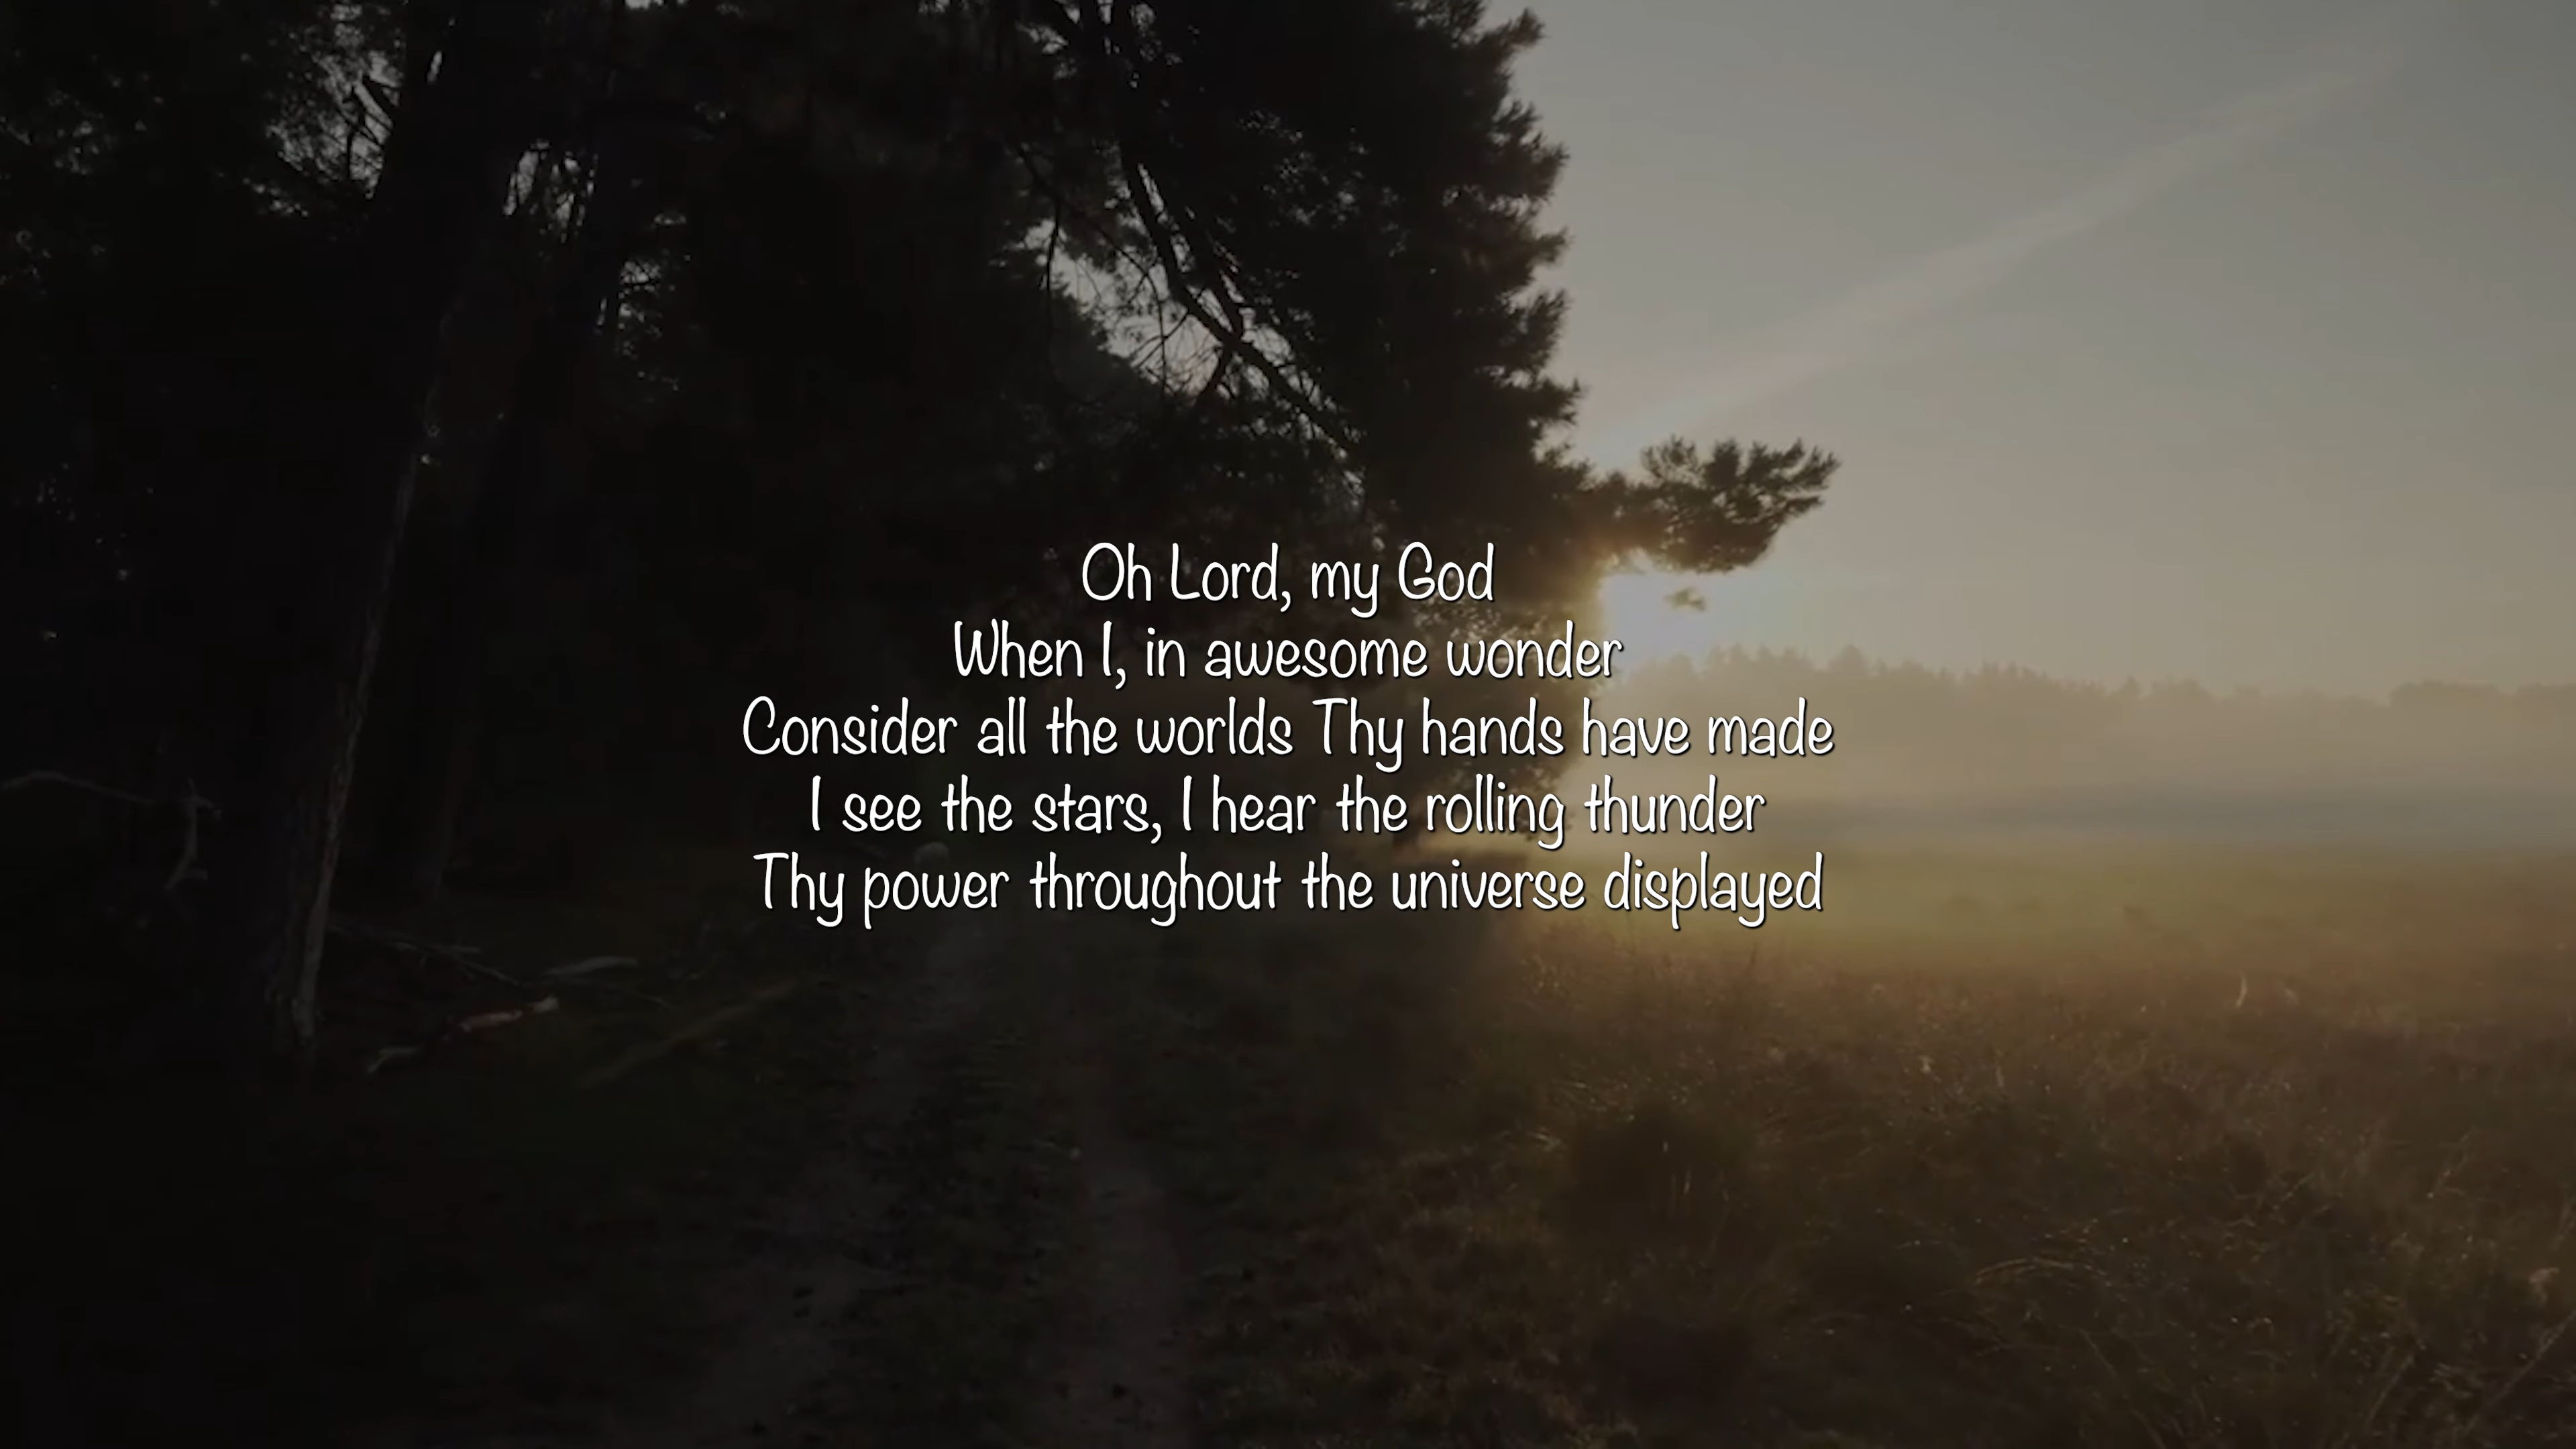 Oh Lord, my God
When I, in awesome wonder
Consider all the worlds Thy hands have made
I see the stars, I hear the rolling thunder
Thy power throughout the universe displayed